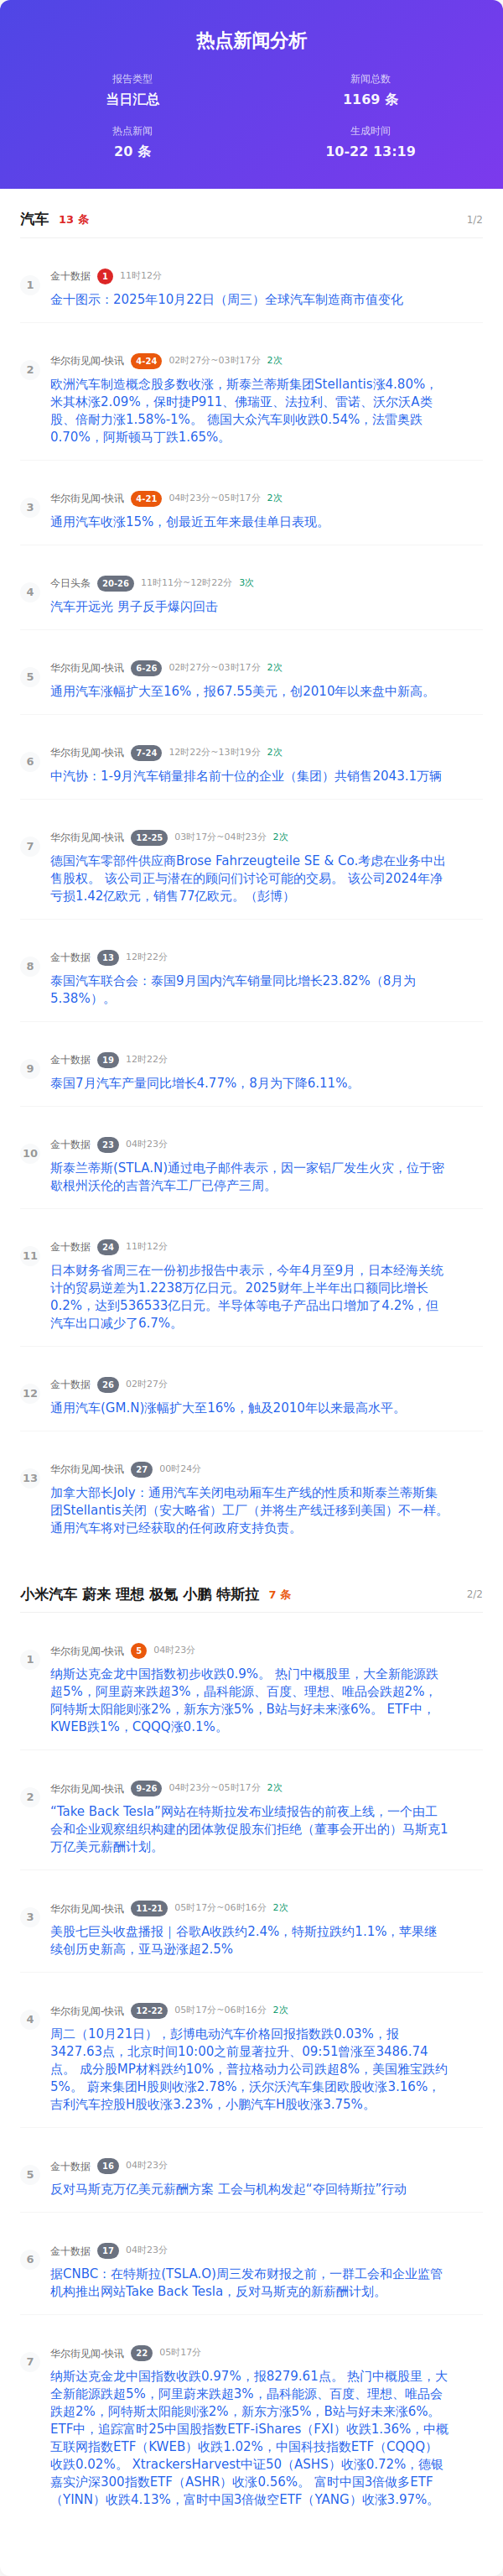 热点新闻分析
报告类型
新闻总数
当日汇总
1169 条
热点新闻
生成时间
20 条
10-22 13:19
汽车 13 条 1/2
1
金十数据 1 11时12分
金十图示：2025年10月22日（周三）全球汽车制造商市值变化
2
华尔街见闻-快讯 4-24 02时27分~03时17分 2次
欧洲汽车制造概念股多数收涨，斯泰兰蒂斯集团Stellantis涨4.80%，
米其林涨2.09%，保时捷P911、佛瑞亚、法拉利、雷诺、沃尔沃A类
股、倍耐力涨1.58%-1%。 德国大众汽车则收跌0.54%，法雷奥跌
0.70%，阿斯顿马丁跌1.65%。
3
华尔街见闻-快讯 4-21 04时23分~05时17分 2次
通用汽车收涨15%，创最近五年来最佳单日表现。
4
今日头条 20-26 11时11分~12时22分 3次
汽车开远光 男子反手爆闪回击
5
华尔街见闻-快讯 6-26 02时27分~03时17分 2次
通用汽车涨幅扩大至16%，报67.55美元，创2010年以来盘中新高。
6
华尔街见闻-快讯 7-24 12时22分~13时19分 2次
中汽协：1-9月汽车销量排名前十位的企业（集团）共销售2043.1万辆
7
华尔街见闻-快讯 12-25 03时17分~04时23分 2次
德国汽车零部件供应商Brose Fahrzeugteile SE & Co.考虑在业务中出
售股权。 该公司正与潜在的顾问们讨论可能的交易。 该公司2024年净
亏损1.42亿欧元，销售77亿欧元。（彭博）
8
金十数据 13 12时22分
泰国汽车联合会：泰国9月国内汽车销量同比增长23.82%（8月为
5.38%）。
9
金十数据 19 12时22分
泰国7月汽车产量同比增长4.77%，8月为下降6.11%。
10
金十数据 23 04时23分
斯泰兰蒂斯(STLA.N)通过电子邮件表示，因一家铝厂发生火灾，位于密
歇根州沃伦的吉普汽车工厂已停产三周。
11
金十数据 24 11时12分
日本财务省周三在一份初步报告中表示，今年4月至9月，日本经海关统
计的贸易逆差为1.2238万亿日元。2025财年上半年出口额同比增长
0.2%，达到536533亿日元。半导体等电子产品出口增加了4.2%，但
汽车出口减少了6.7%。
12
金十数据 26 02时27分
通用汽车(GM.N)涨幅扩大至16%，触及2010年以来最高水平。
13
华尔街见闻-快讯 27 00时24分
加拿大部长Joly：通用汽车关闭电动厢车生产线的性质和斯泰兰蒂斯集
团Stellantis关闭（安大略省）工厂（并将生产线迁移到美国）不一样。
通用汽车将对已经获取的任何政府支持负责。
小米汽车 蔚来 理想 极氪 小鹏 特斯拉 7 条 2/2
1
华尔街见闻-快讯 5 04时23分
纳斯达克金龙中国指数初步收跌0.9%。 热门中概股里，大全新能源跌
超5%，阿里蔚来跌超3%，晶科能源、百度、理想、唯品会跌超2%，
阿特斯太阳能则涨2%，新东方涨5%，B站与好未来涨6%。 ETF中，
KWEB跌1%，CQQQ涨0.1%。
2
华尔街见闻-快讯 9-26 04时23分~05时17分 2次
“Take Back Tesla”网站在特斯拉发布业绩报告的前夜上线，一个由工
会和企业观察组织构建的团体敦促股东们拒绝（董事会开出的）马斯克1
万亿美元薪酬计划。
3
华尔街见闻-快讯 11-21 05时17分~06时16分 2次
美股七巨头收盘播报｜谷歌A收跌约2.4%，特斯拉跌约1.1%，苹果继
续创历史新高，亚马逊涨超2.5%
4
华尔街见闻-快讯 12-22 05时17分~06时16分 2次
周二（10月21日），彭博电动汽车价格回报指数跌0.03%，报
3427.63点，北京时间10:00之前显著拉升、09:51曾涨至3486.74
点。 成分股MP材料跌约10%，普拉格动力公司跌超8%，美国雅宝跌约
5%。 蔚来集团H股则收涨2.78%，沃尔沃汽车集团欧股收涨3.16%，
吉利汽车控股H股收涨3.23%，小鹏汽车H股收涨3.75%。
5
金十数据 16 04时23分
反对马斯克万亿美元薪酬方案 工会与机构发起“夺回特斯拉”行动
6
金十数据 17 04时23分
据CNBC：在特斯拉(TSLA.O)周三发布财报之前，一群工会和企业监管
机构推出网站Take Back Tesla，反对马斯克的新薪酬计划。
7
华尔街见闻-快讯 22 05时17分
纳斯达克金龙中国指数收跌0.97%，报8279.61点。 热门中概股里，大
全新能源跌超5%，阿里蔚来跌超3%，晶科能源、百度、理想、唯品会
跌超2%，阿特斯太阳能则涨2%，新东方涨5%，B站与好未来涨6%。
ETF中，追踪富时25中国股指数ETF-iShares（FXI）收跌1.36%，中概
互联网指数ETF（KWEB）收跌1.02%，中国科技指数ETF（CQQQ）
收跌0.02%。 XtrackersHarvest中证50（ASHS）收涨0.72%，德银
嘉实沪深300指数ETF（ASHR）收涨0.56%。 富时中国3倍做多ETF
（YINN）收跌4.13%，富时中国3倍做空ETF（YANG）收涨3.97%。